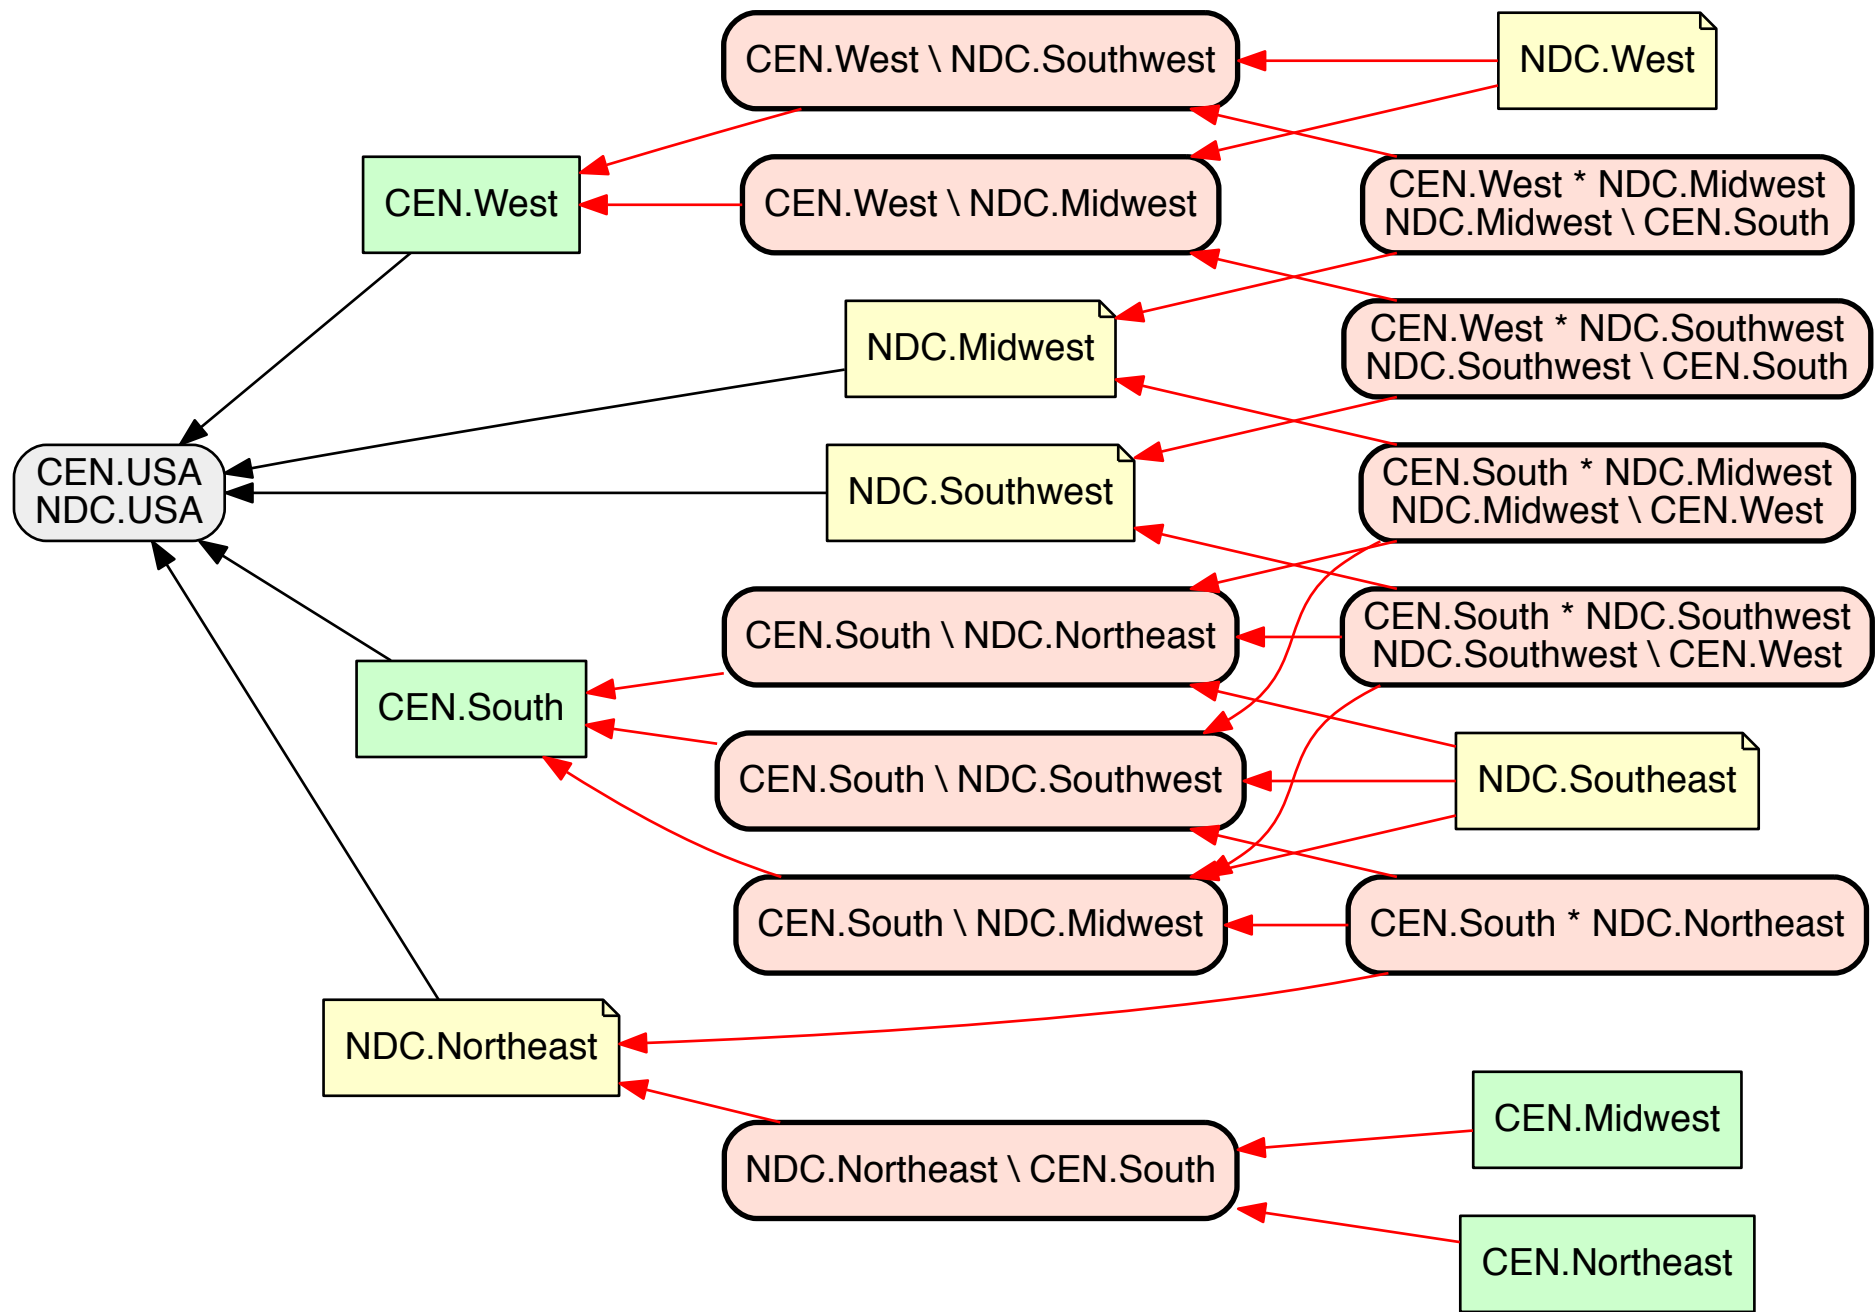 CEN.West \ NDC.Southwest
NDC.West
CEN.West
CEN.West \ NDC.Midwest
CEN.West * NDC.Midwest
NDC.Midwest \ CEN.South
NDC.Midwest
CEN.West * NDC.Southwest
NDC.Southwest \ CEN.South
CEN.USA
NDC.USA
NDC.Southwest
CEN.South * NDC.Midwest
NDC.Midwest \ CEN.West
CEN.South \ NDC.Northeast
CEN.South * NDC.Southwest
NDC.Southwest \ CEN.West
CEN.South
CEN.South \ NDC.Southwest
NDC.Southeast
CEN.South \ NDC.Midwest
CEN.South * NDC.Northeast
NDC.Northeast
CEN.Midwest
NDC.Northeast \ CEN.South
CEN.Northeast